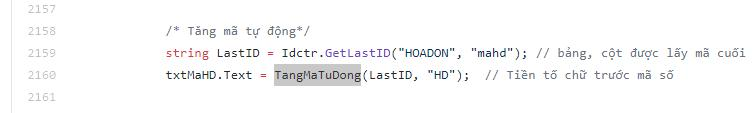 2157
2158 /* Tăng mã tự động*/
2159 string LastID = Idctr.GetLastID("HOADON", "mahd"); // bảng, cột được lấy mã cuối
2160 txtMaHD.Text = TangMaTuDong(LastID, "HD"); // Tiền tố chữ trước mã số
2161